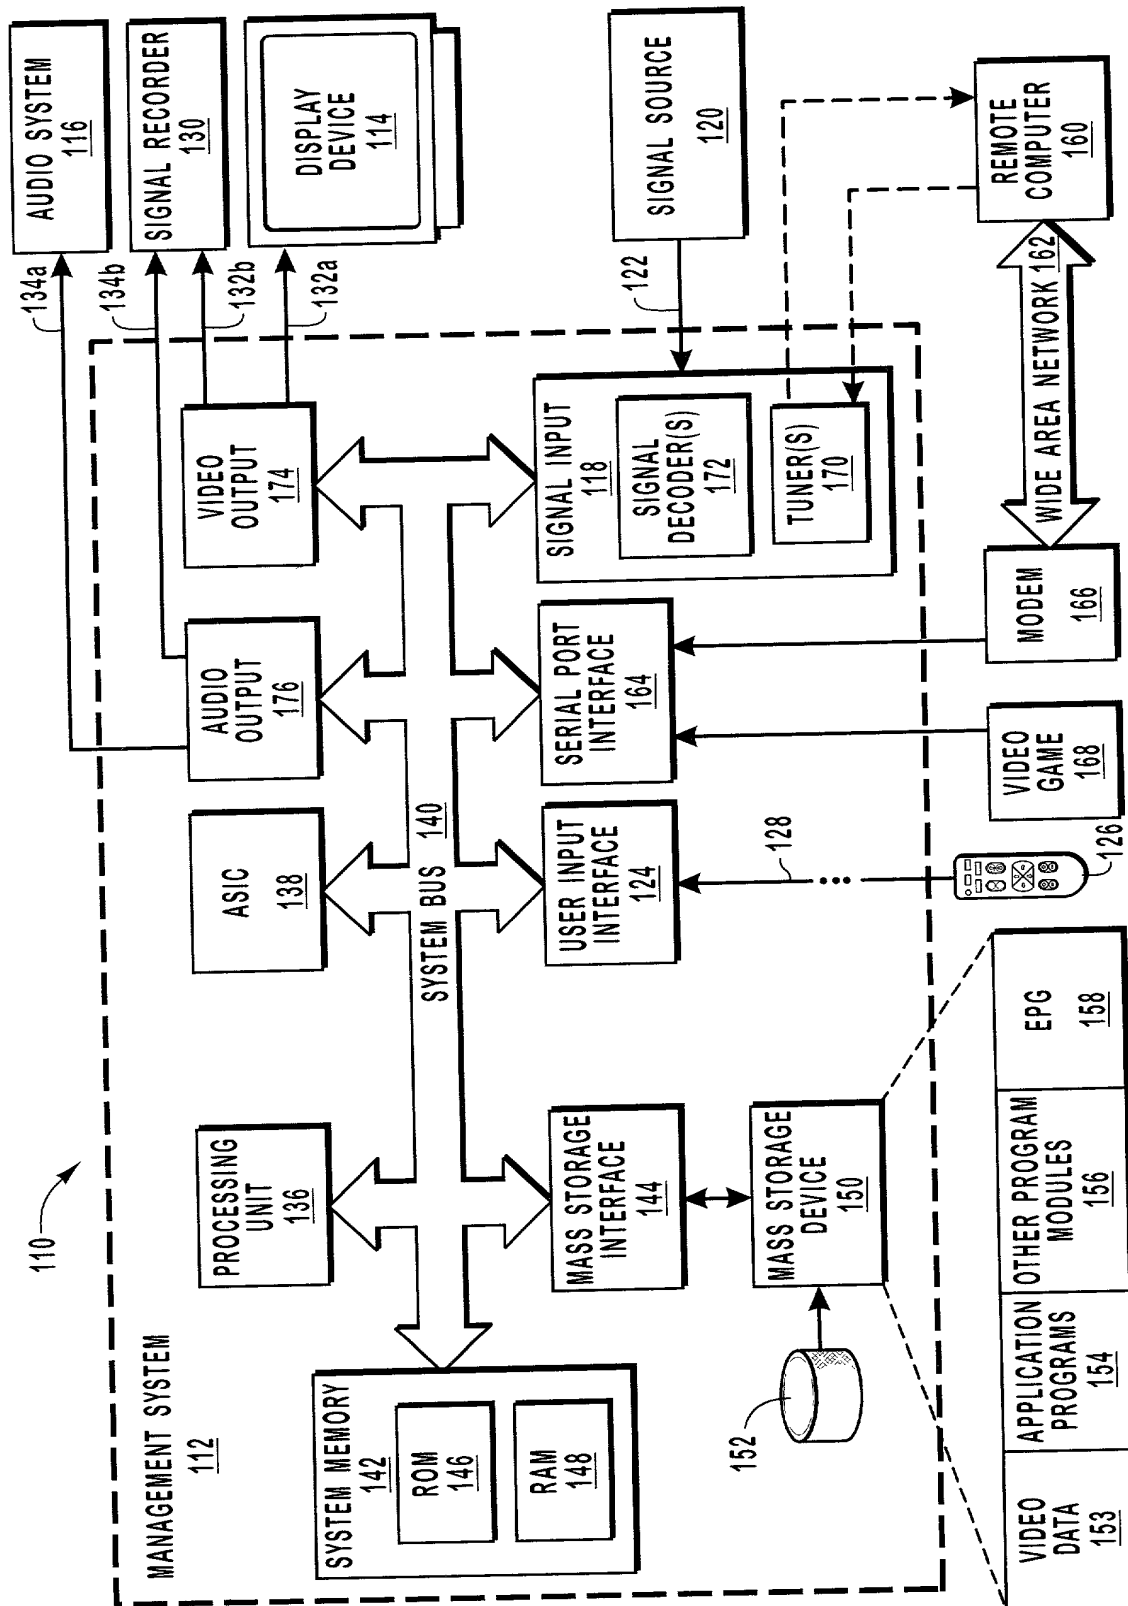 110
MANAGEMENT SYSTEM
112
SYSTEM MEMORY
142
ROM
146
RAM
148
PROCESSING
UNIT
136
ASIC
138
AUDIO
OUTPUT
176
VIDEO
OUTPUT
174
134a
134b
132b
132a
AUDIO SYSTEM
116
SIGNAL RECORDER
130
DISPLAY
DEVICE
114
SYSTEM BUS 140
MASS STORAGE
INTERFACE
144
USER INPUT
INTERFACE
124
SERIAL PORT
INTERFACE
164
SIGNAL INPUT
118
SIGNAL
DECODER(S)
172
TUNER(S)
170
122
SIGNAL SOURCE
120
152
MASS STORAGE
DEVICE
150
128
126
VIDEO
GAME
168
MODEM
166
WIDE AREA NETWORK 162
REMOTE
COMPUTER
160
VIDEO
DATA
153
APPLICATION
PROGRAMS
154
OTHER PROGRAM
MODULES
156
EPG
158